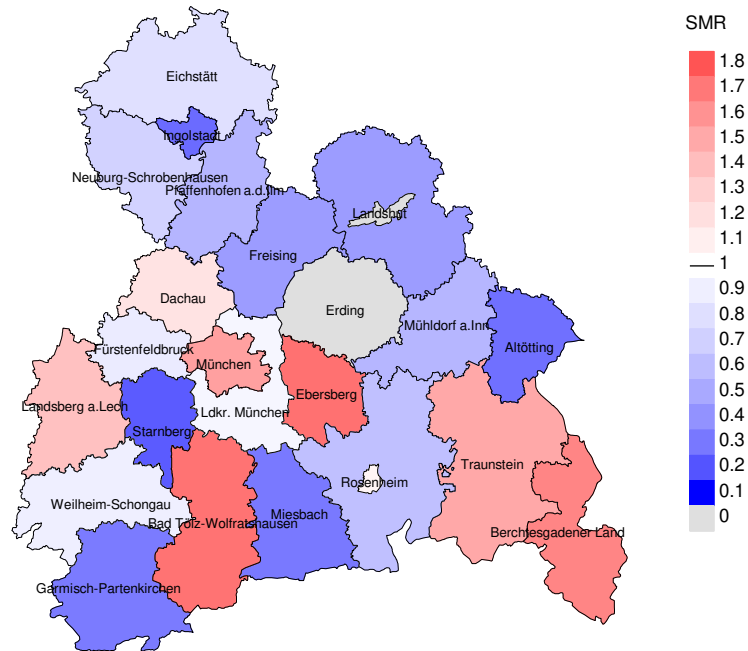 SMR
Eichstätt
Ingolstadt
Neuburg-Schrobenhausen
Pfaffenhofen a.d.Ilm
Landshut
Freising
Dachau
Erding
Mühldorf a.Inn
Altötting
Fürstenfeldbruck
München
Ebersberg
Landsberg a.Lech
Ldkr. München
Starnberg
Traunstein
Rosenheim
Weilheim-Schongau
Bad Tölz-Wolfratshausen
Miesbach
Berchtesgadener Land
Garmisch-Partenkirchen
1.8
1.7
1.6
1.5
1.4
1.3
1.2
1.1
1
0.9
0.8
0.7
0.6
0.5
0.4
0.3
0.2
0.1
0